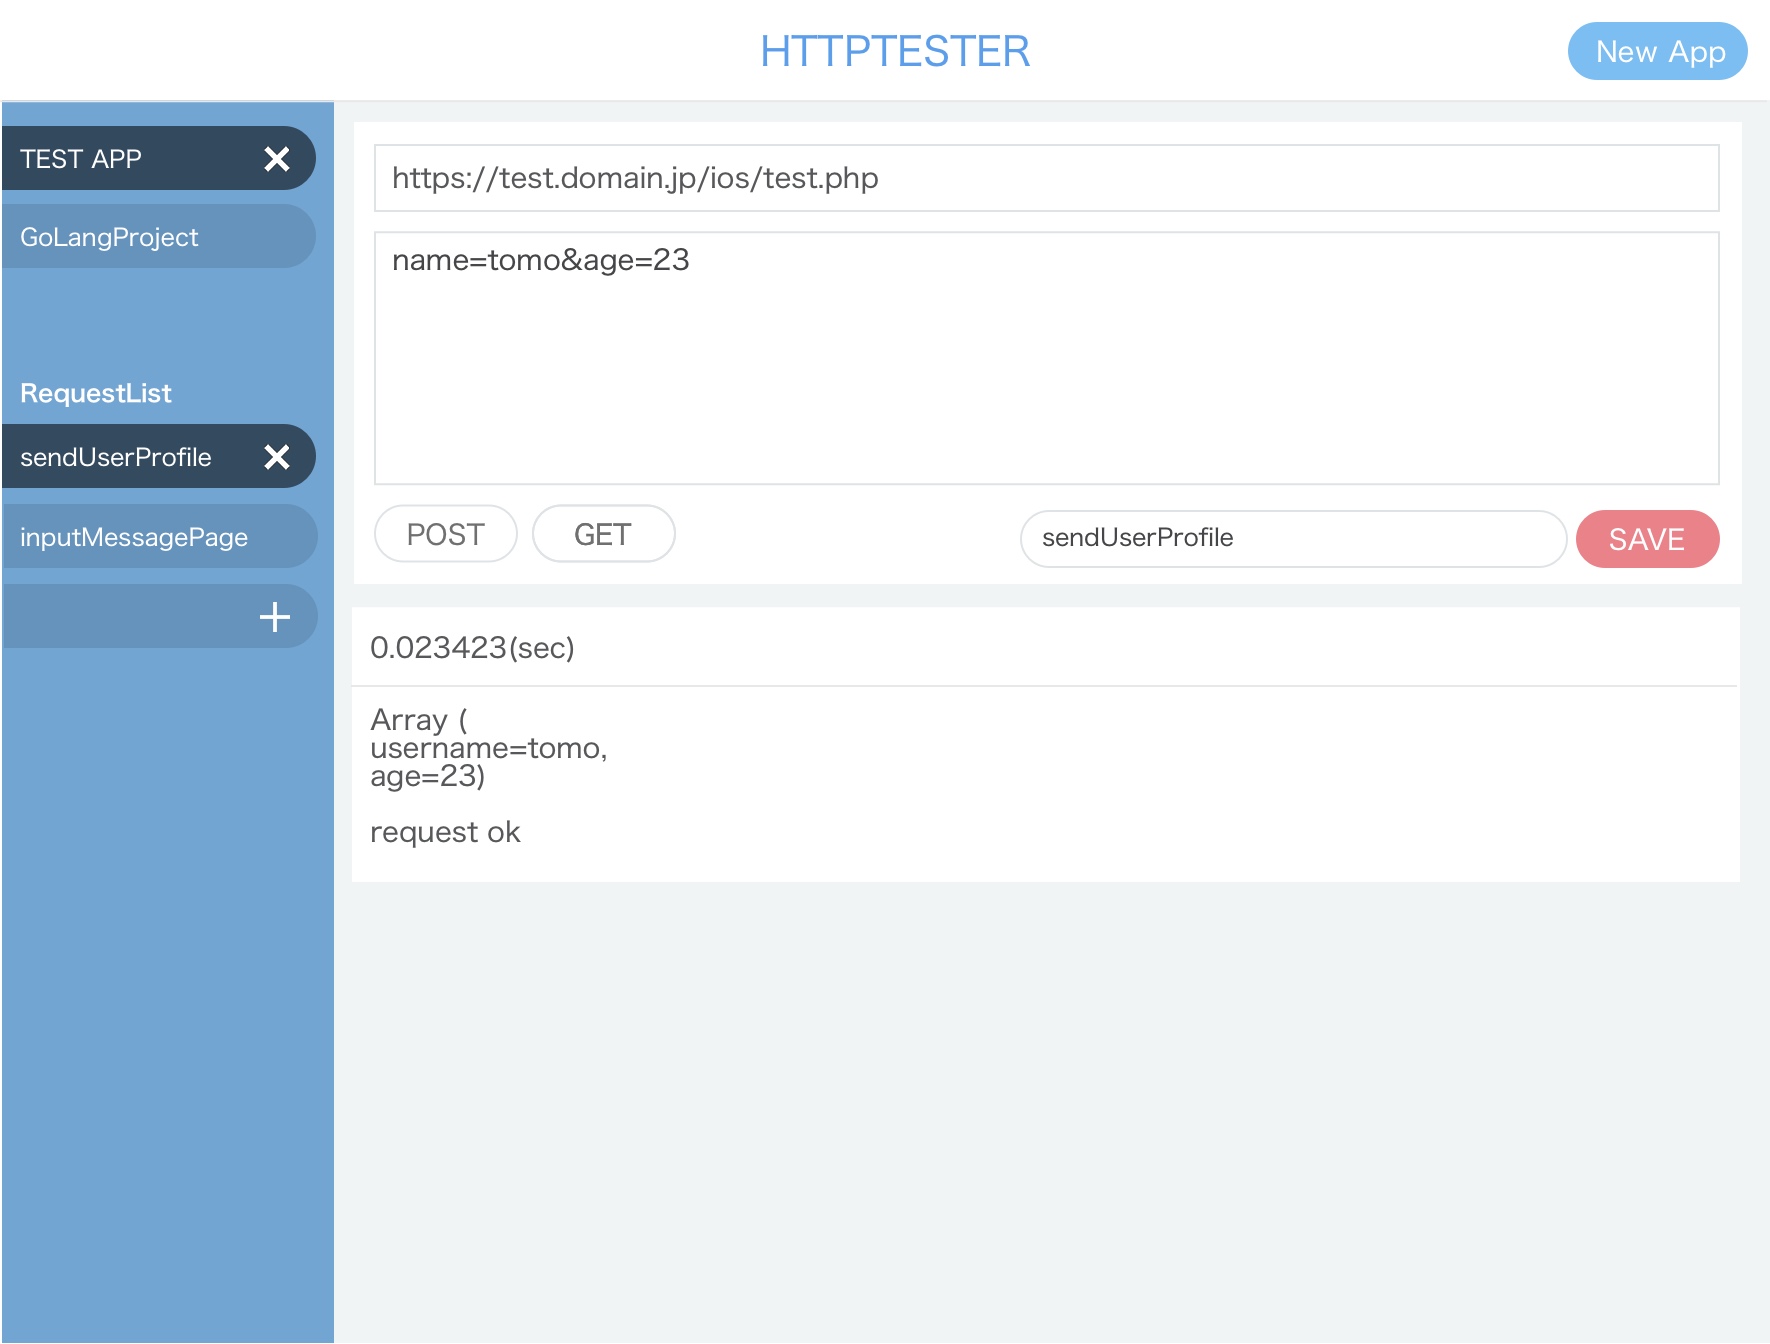 HTTPTESTER
New App
TEST APP
GoLangProject
RequestList
sendUserProfile
inputMessagePage
https://test.domain.jp/ios/test.php
name=tomo&age=23
POST
GET
sendUserProfile
SAVE
0.023423(sec)
Array (
username=tomo,
age=23)
request ok